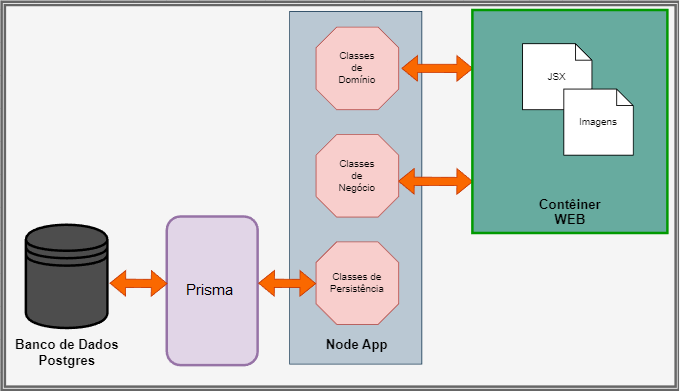 Classes
de
Domínio
JSX
Imagens
Classes
de
Negócio
Contêiner
WEB
Classes de
Persistência
Prisma
Banco de Dados
Postgres
Node App